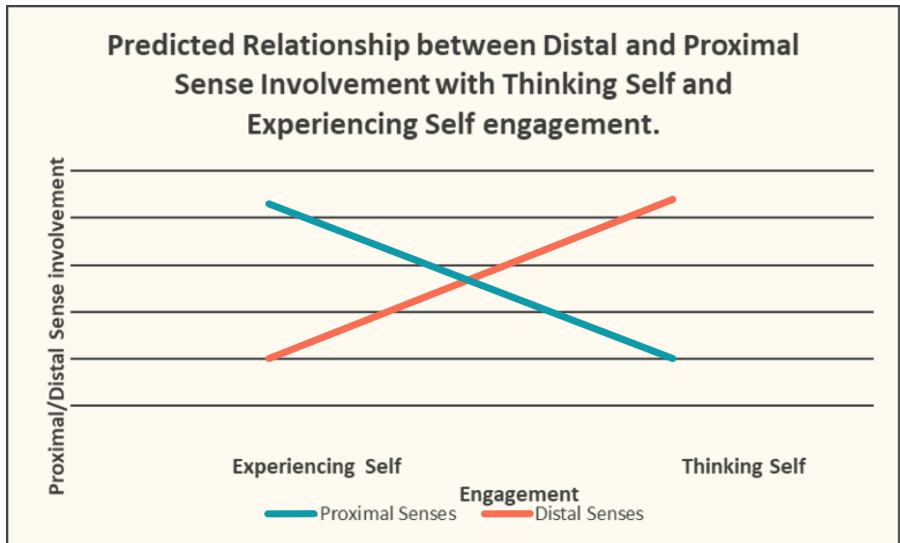 Predicted Relationship between Distal and Proximal
Sense Involvement with Thinking Self and
Experiencing Self engagement.
Proximal/Distal Sense involvement
Experiencing Self
Thinking Self
Engagement
Proximal Senses
Distal Senses